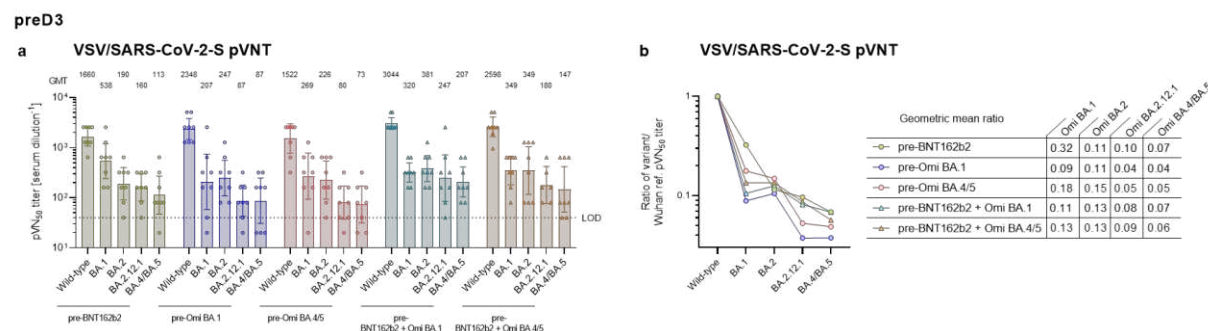 preD3
a VSV/SARS-CoV-2-S pVNT
GMT 1660 538 190 160 113 2348 207 247 87 87 1522 269 226 80 73 3044 320 381 247 207 2598 349 349 188 147
pVN50 titer [serum dilution-1]
10⁴
10³
10²
10¹
LOD
Wild-type BA.1 BA.2 BA.2.12.1 BA.4/BA.5 Wild-type BA.1 BA.2 BA.2.12.1 BA.4/BA.5 Wild-type BA.1 BA.2 BA.2.12.1 BA.4/BA.5 Wild-type BA.1 BA.2 BA.2.12.1 BA.4/BA.5 Wild-type BA.1 BA.2 BA.2.12.1 BA.4/BA.5
pre-BNT162b2 pre-Omi BA.1 pre-Omi BA.4/5 pre-BNT162b2 + Omi BA.1 pre-BNT162b2 + Omi BA.4/5
b VSV/SARS-CoV-2-S pVNT
Ratio of variant/
Wuhan ref. pVN50 titer
1
0.1
Wild-type BA.1 BA.2 BA.2.12.1 BA.4/BA.5
Geometric mean ratio Omi BA.1 Omi BA.2 Omi BA.2.12.1 Omi BA.4/BA.5
pre-BNT162b2 0.32 0.11 0.10 0.07
pre-Omi BA.1 0.09 0.11 0.04 0.04
pre-Omi BA.4/5 0.18 0.15 0.05 0.05
pre-BNT162b2 + Omi BA.1 0.11 0.13 0.08 0.07
pre-BNT162b2 + Omi BA.4/5 0.13 0.13 0.09 0.06